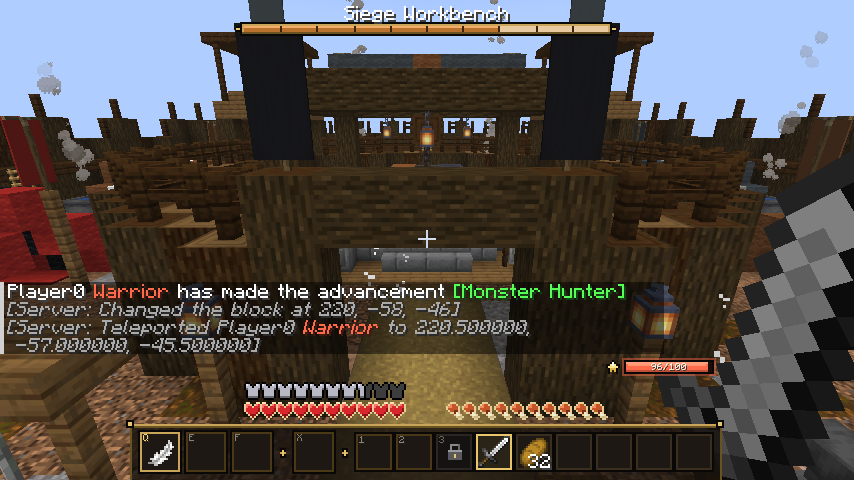 Siege Workbench
Player0 Warrior has made the advancement [Monster Hunter]
[Server: Changed the block at 220, -58, -46]
[Server: Teleported Player0 Warrior to 220.500000,
-57.000000, -45.500000]
96/100
Q E F X 1 2 3
32